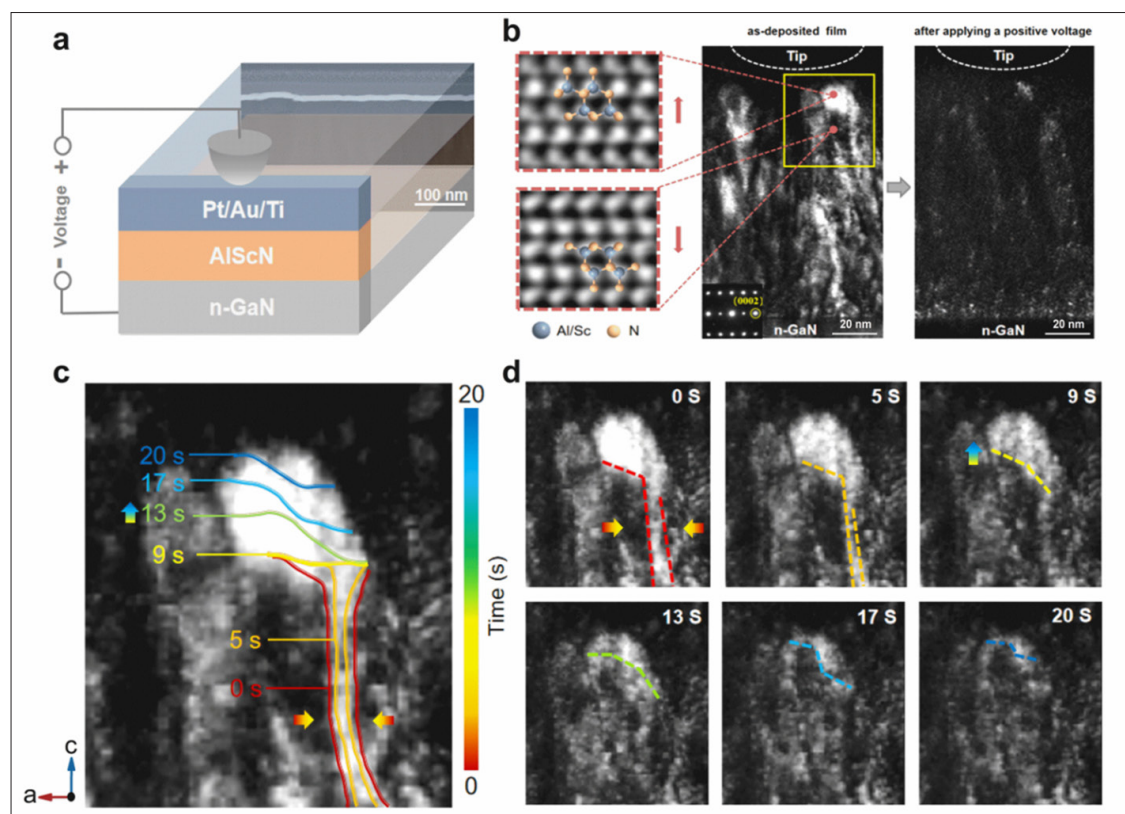 a
Voltage
+
-
Pt/Au/Ti
AlScN
n-GaN
100 nm
b
as-deposited film
after applying a positive voltage
Tip
Tip
(0002)
n-GaN
20 nm
n-GaN
20 nm
Al/Sc
N
c
20 s
17 s
13 s
9 s
5 s
0 s
20
Time (s)
0
c
a
d
0 S
5 S
9 S
13 S
17 S
20 S